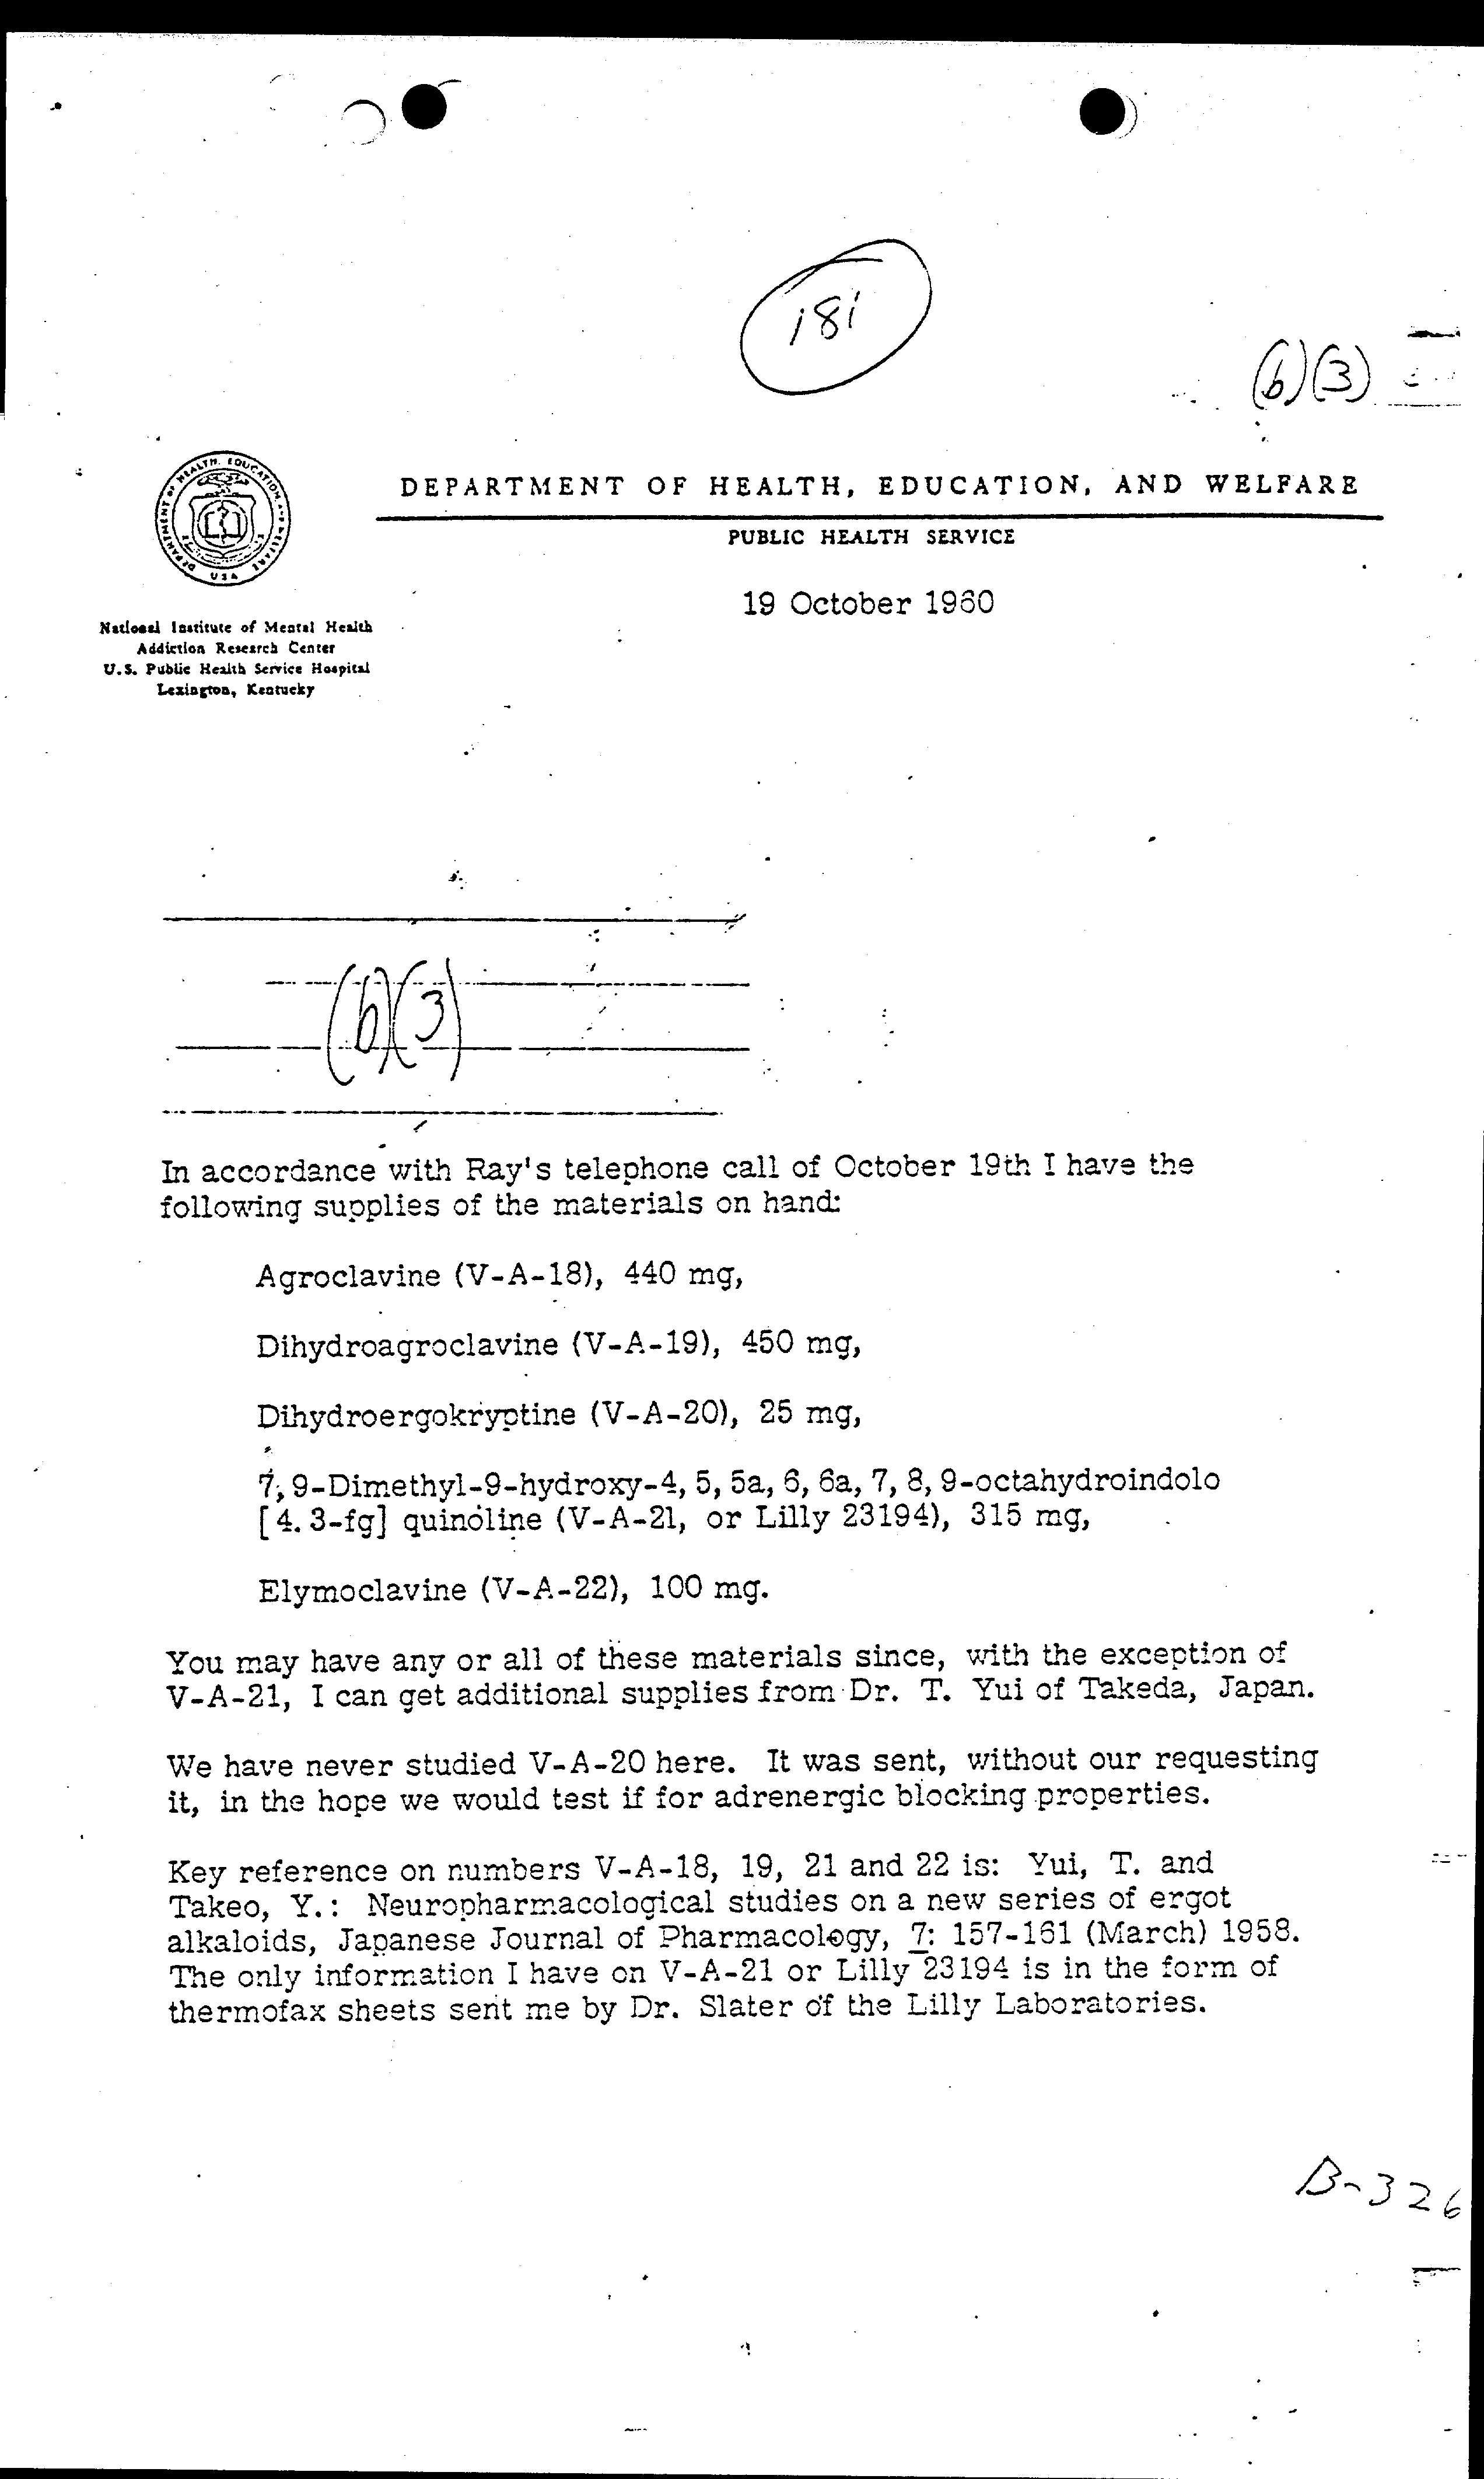 181
(b)(3)
DEPARTMENT OF HEALTH, EDUCATION, AND WELFARE
DEPARTMENT OF HEALTH, EDUCATION, AND WELFARE
USA
PUBLIC HEALTH SERVICE
19 October 1960
National Institute of Mental Health
Addiction Research Center
U.S. Public Health Service Hospital
Lexington, Kentucky
(b)(3)
In accordance with Ray's telephone call of October 19th I have the
following supplies of the materials on hand:
Agroclavine (V-A-18), 440 mg,
Dihydroagroclavine (V-A-19), 450 mg,
Dihydroergokryptine (V-A-20), 25 mg,
7, 9-Dimethyl-9-hydroxy-4, 5, 5a, 6, 6a, 7, 8, 9-octahydroindolo
[4. 3-fg] quinoline (V-A-21, or Lilly 23194), 315 mg,
Elymoclavine (V-A-22), 100 mg.
You may have any or all of these materials since, with the exception of
V-A-21, I can get additional supplies from Dr. T. Yui of Takeda, Japan.
We have never studied V-A-20 here. It was sent, without our requesting
it, in the hope we would test if for adrenergic blocking properties.
Key reference on numbers V-A-18, 19, 21 and 22 is: Yui, T. and
Takeo, Y.: Neuropharmacological studies on a new series of ergot
alkaloids, Japanese Journal of Pharmacology, 7: 157-161 (March) 1958.
The only information I have on V-A-21 or Lilly 23194 is in the form of
thermofax sheets sent me by Dr. Slater of the Lilly Laboratories.
B-326